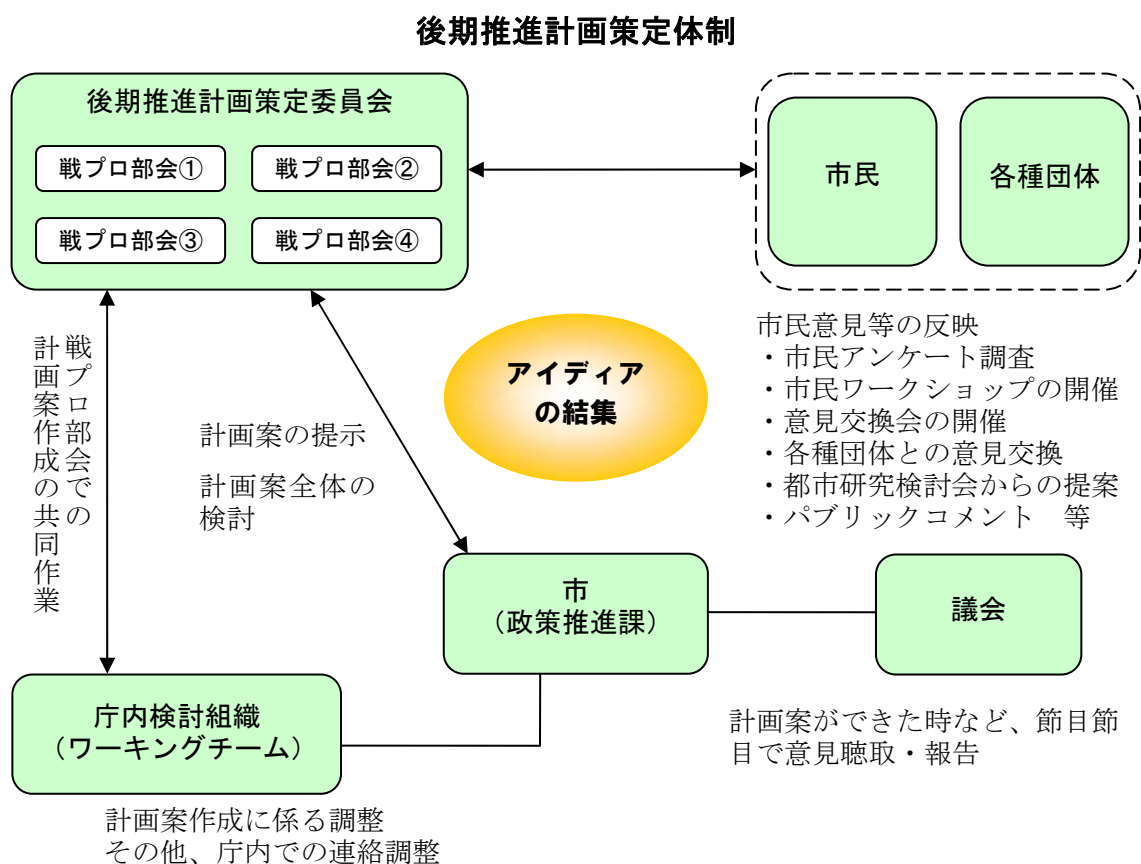 後期推進計画策定体制
後期推進計画策定委員会
戦プロ部会①
戦プロ部会②
戦プロ部会③
戦プロ部会④
市民
各種団体
市民意見等の反映
・市民アンケート調査
・市民ワークショップの開催
・意見交換会の開催
・各種団体との意見交換
・都市研究検討会からの提案
・パブリックコメント　等
戦プロ部会での
計画案作成の共同作業
計画案の提示
計画案全体の
検討
アイディア
の結集
市
（政策推進課）
議会
計画案ができた時など、節目節
目で意見聴取・報告
庁内検討組織
（ワーキングチーム）
計画案作成に係る調整
その他、庁内での連絡調整